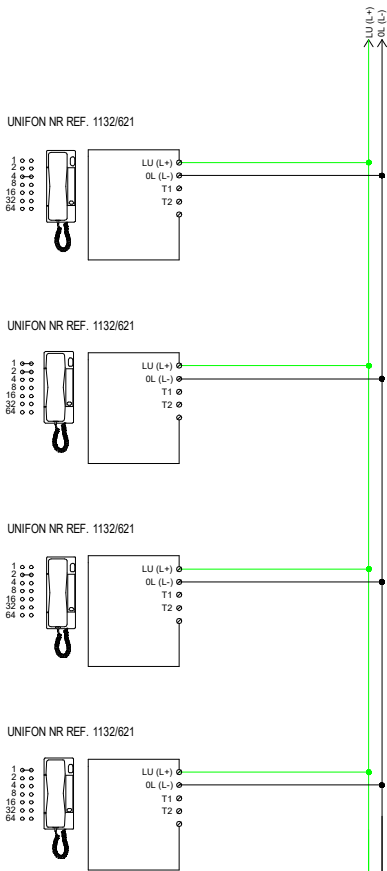 LU (L+)
0L (L-)
UNIFON NR REF. 1132/621
1
2
4
8
16
32
64
LU (L+)
0L (L-)
T1
T2
UNIFON NR REF. 1132/621
1
2
4
8
16
32
64
LU (L+)
0L (L-)
T1
T2
UNIFON NR REF. 1132/621
1
2
4
8
16
32
64
LU (L+)
0L (L-)
T1
T2
UNIFON NR REF. 1132/621
1
2
4
8
16
32
64
LU (L+)
0L (L-)
T1
T2